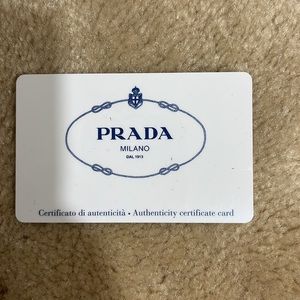 PRADA
MILANO
DAL 1913
Certificato di autenticità • Authenticity certificate card